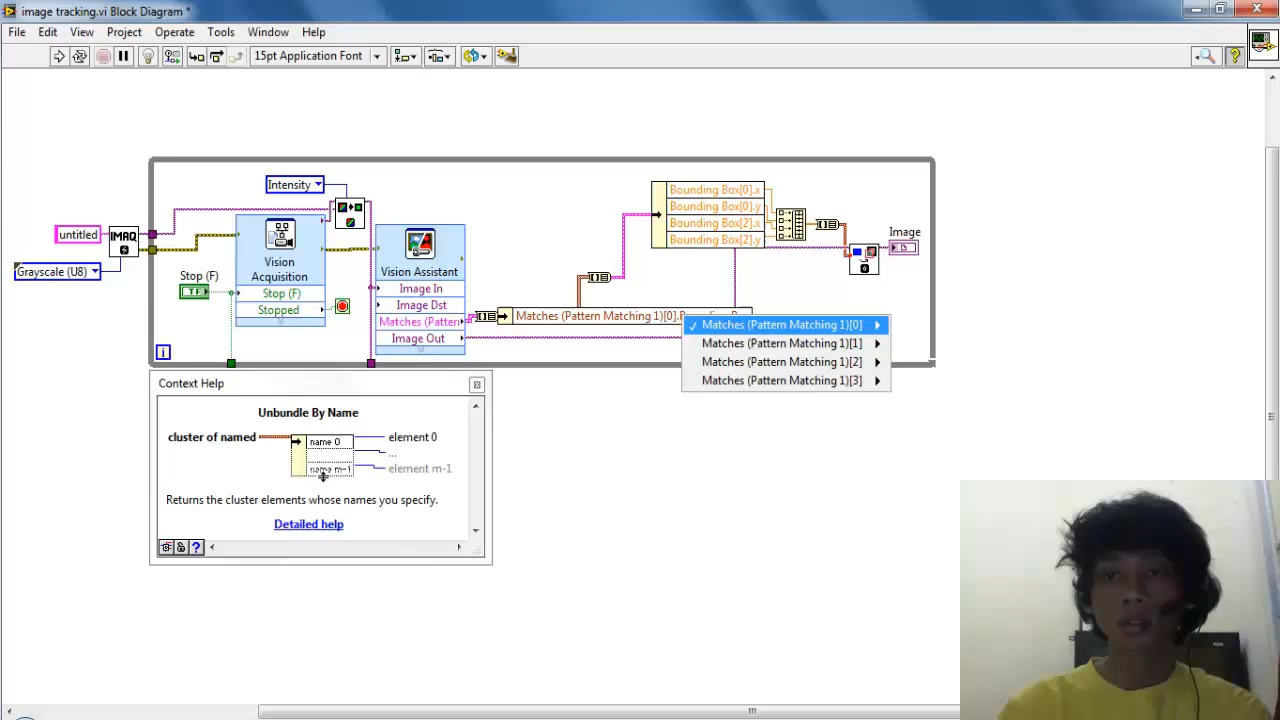 image tracking.vi Block Diagram *
File Edit View Project Operate Tools Window Help
15pt Application Font
Intensity
untitled
IMAQ
Grayscale (U8)
Stop (F)
TF
Vision
Acquisition
Stop (F)
Stopped
Vision Assistant
Image In
Image Dst
Matches (Patter
Image Out
Matches (Pattern Matching 1)[0].
Bounding Box[0].x
Bounding Box[0].y
Bounding Box[2].x
Bounding Box[2].y
Image
i
Matches (Pattern Matching 1)[0]
Matches (Pattern Matching 1)[1]
Matches (Pattern Matching 1)[2]
Matches (Pattern Matching 1)[3]
Context Help
Unbundle By Name
cluster of named
name 0
element 0
...
name m-1
element m-1
Returns the cluster elements whose names you specify.
Detailed help